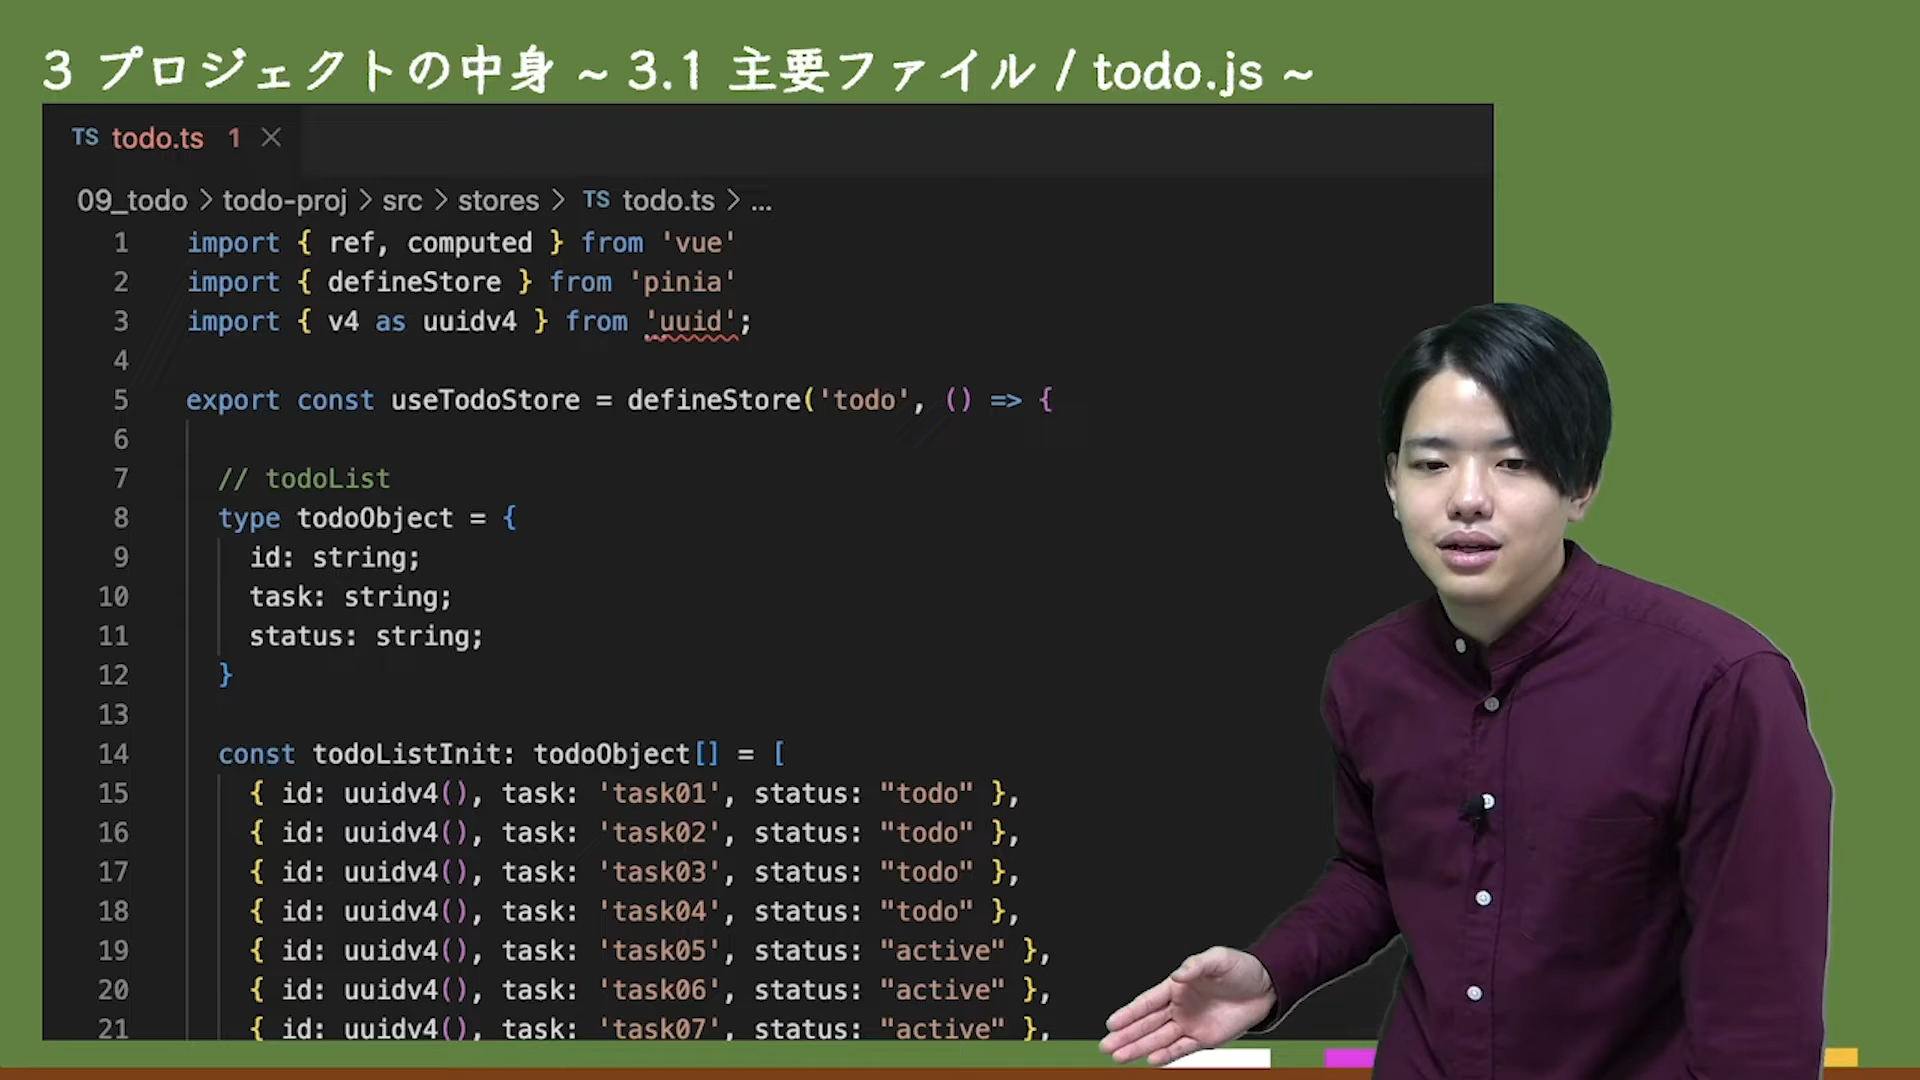 3 プロジェクトの中身 ~ 3.1 主要ファイル / todo.js ~
TS todo.ts 1 ×
09_todo > todo-proj > src > stores > TS todo.ts > ...
1 import { ref, computed } from 'vue'
2 import { defineStore } from 'pinia'
3 import { v4 as uuidv4 } from 'uuid';
4
5 export const useTodoStore = defineStore('todo', () => {
6
7 // todoList
8 type todoObject = {
9 id: string;
10 task: string;
11 status: string;
12 }
13
14 const todoListInit: todoObject[] = [
15 { id: uuidv4(), task: 'task01', status: "todo" },
16 { id: uuidv4(), task: 'task02', status: "todo" },
17 { id: uuidv4(), task: 'task03', status: "todo" },
18 { id: uuidv4(), task: 'task04', status: "todo" },
19 { id: uuidv4(), task: 'task05', status: "active" },
20 { id: uuidv4(), task: 'task06', status: "active" },
21 { id: uuidv4(), task: 'task07', status: "active" },